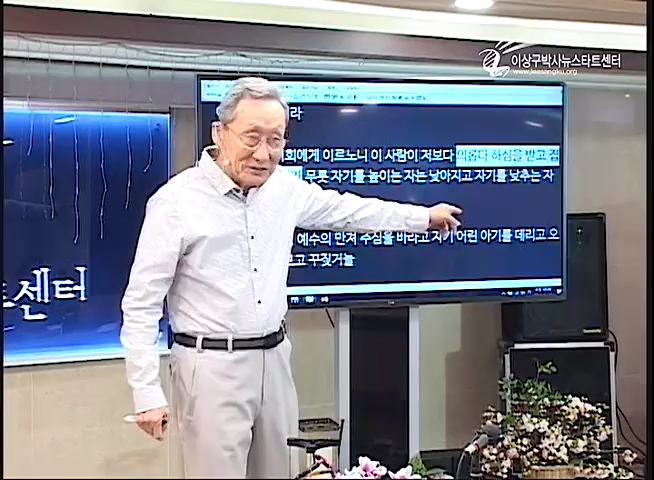 이상구박사뉴스타트센터
www.leesangku.org
라
희에게 이르노니 이 사람이 저보다 의롭다 하심을 받고 집
무릇 자기를 높이는 자는 낮아지고 자기를 낮추는 자
예수의 만져 주심을 바라고 자기 어린 아기를 데리고 오
보고 꾸짖거늘
트센터